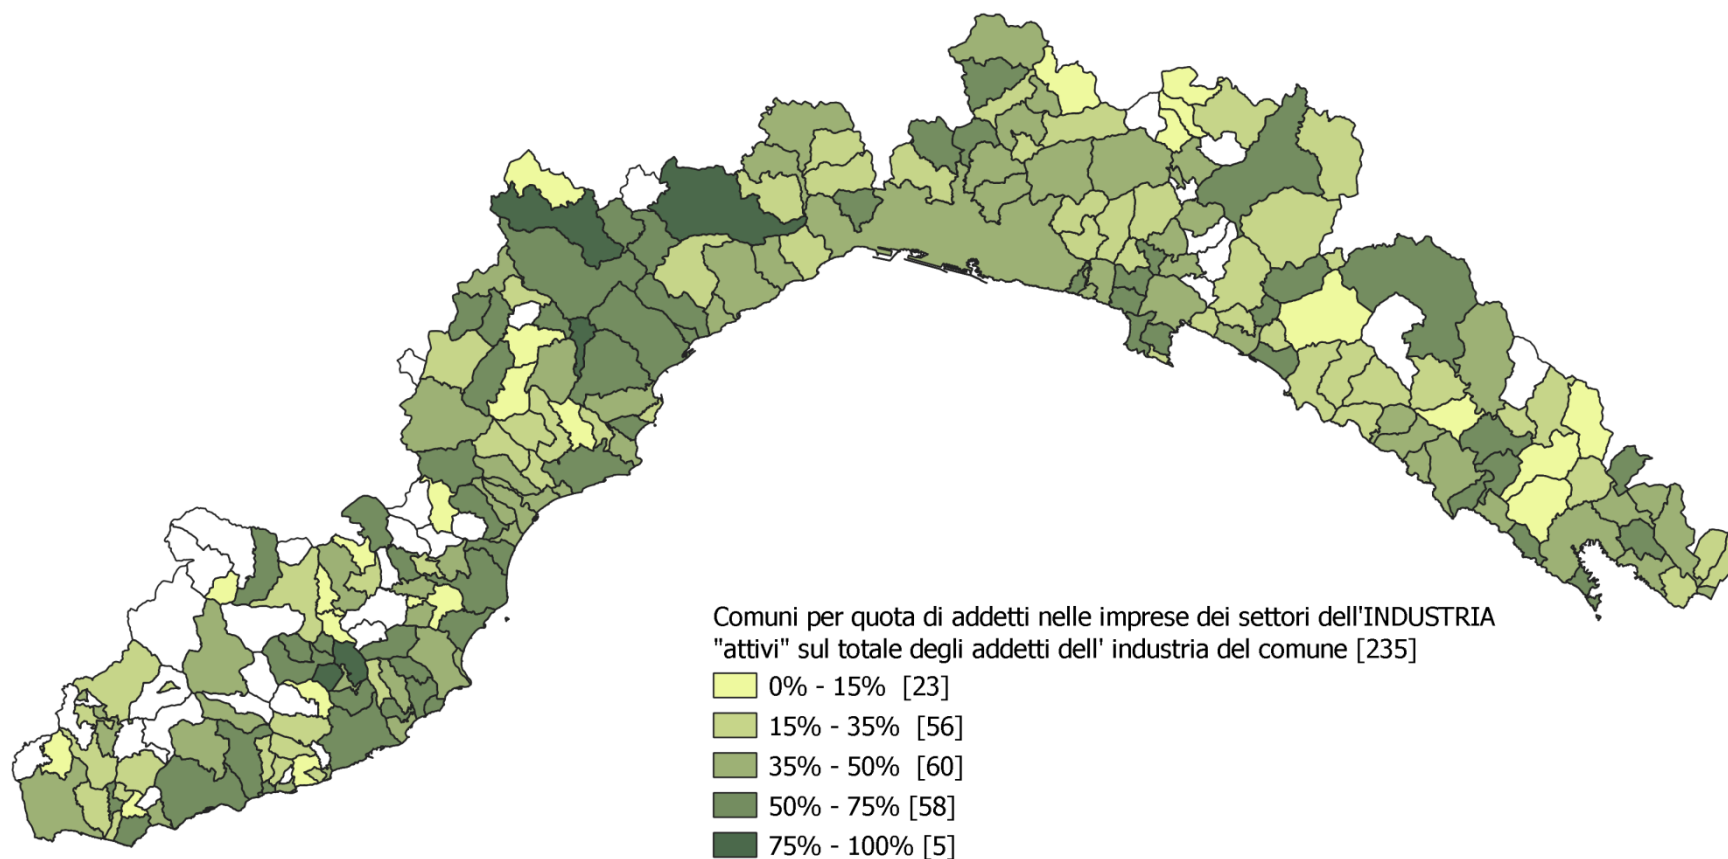 Comuni per quota di addetti nelle imprese dei settori dell'INDUSTRIA
"attivi" sul totale degli addetti dell' industria del comune [235]
0% - 15% [23]
15% - 35% [56]
35% - 50% [60]
50% - 75% [58]
75% - 100% [5]